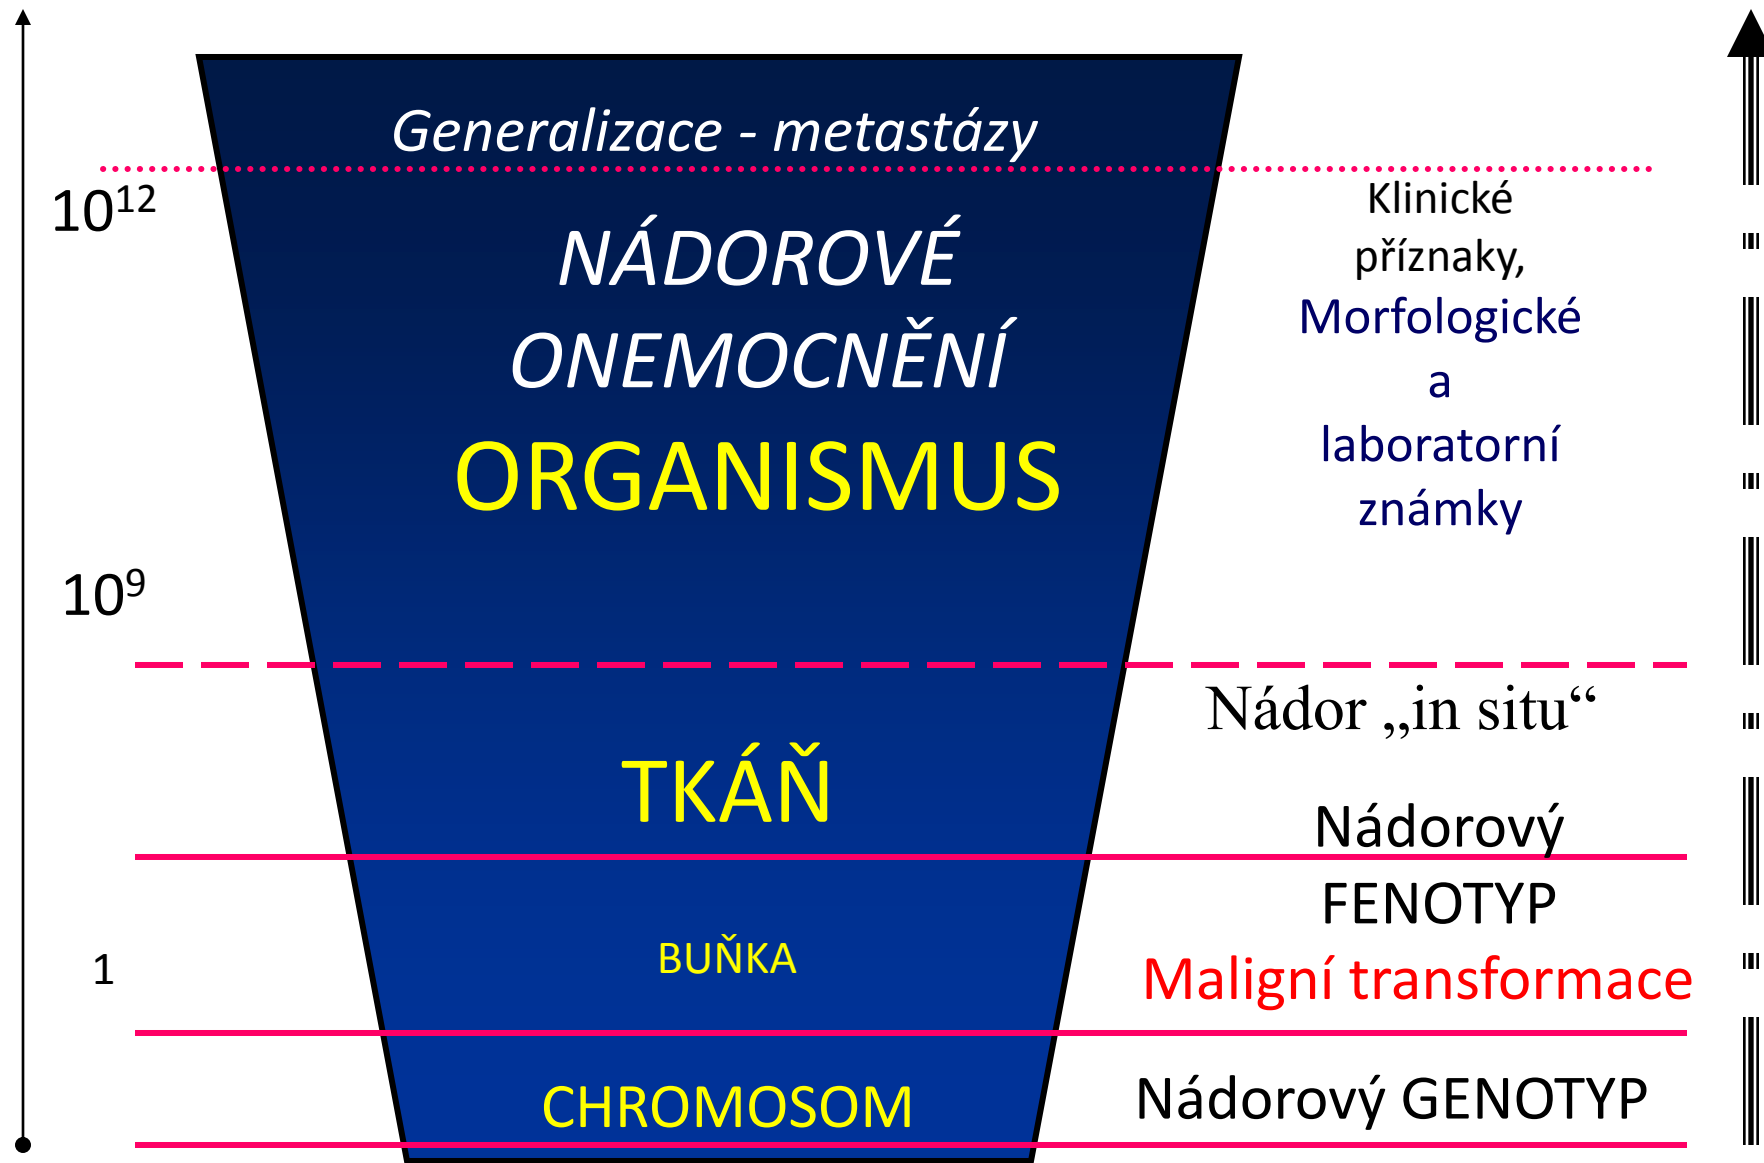 Generalizace - metastázy
10¹²
NÁDOROVÉ
ONEMOCNĚNÍ
ORGANISMUS
Klinické
příznaky,
Morfologické
a
laboratorní
známky
10⁹
Nádor „in situ“
TKÁŇ
Nádorový
FENOTYP
BUŇKA
1
Maligní transformace
CHROMOSOM
Nádorový GENOTYP